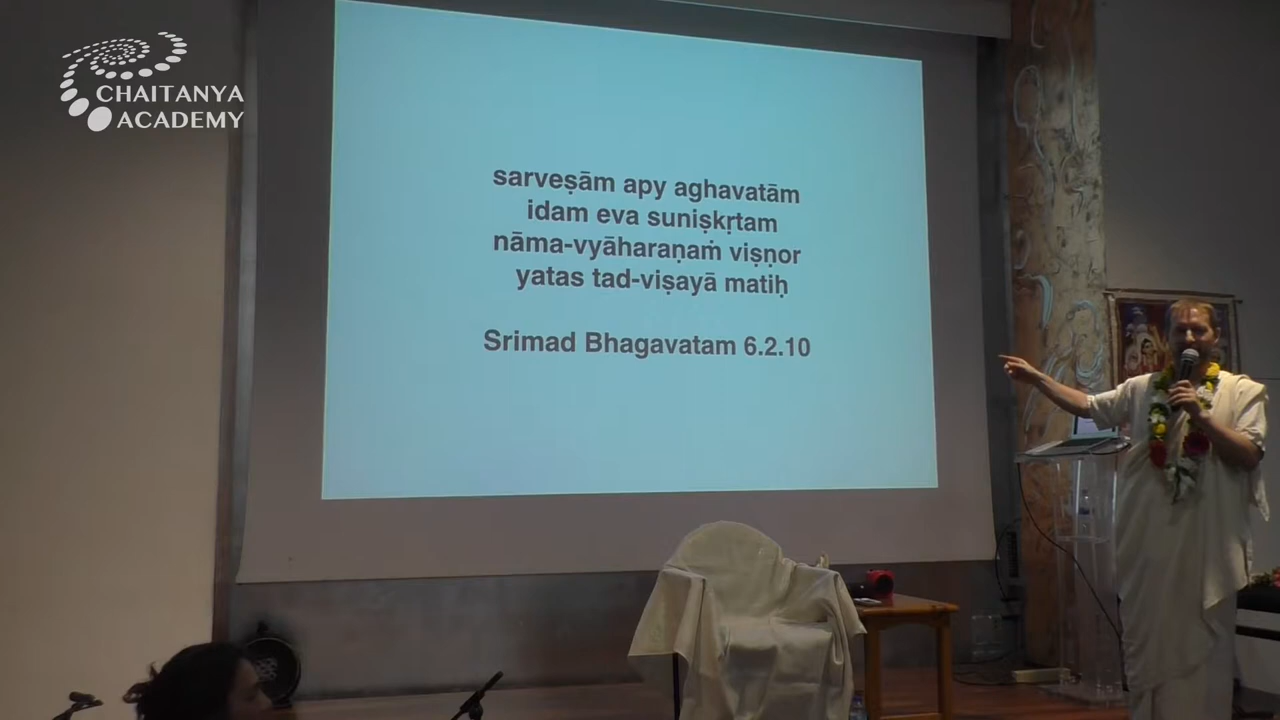 CHAITANYA
ACADEMY
sarveṣām apy aghavatām
idam eva suniṣkṛtam
nāma-vyāharaṇaṁ viṣṇor
yatas tad-viṣayā matiḥ
Srimad Bhagavatam 6.2.10